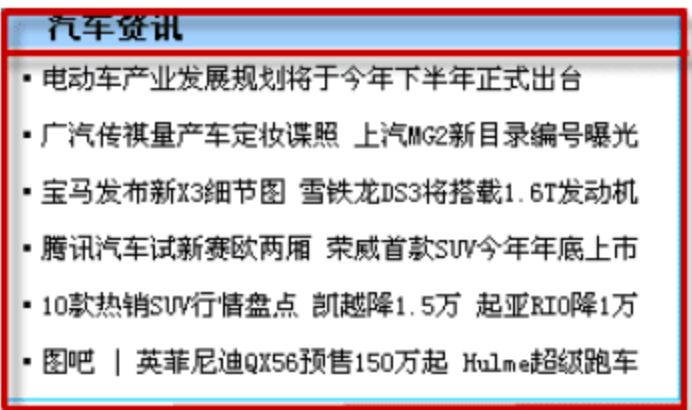 汽车资讯
▪ 电动车产业发展规划将于今年下半年正式出台
▪ 广汽传祺量产车定妆谍照 上汽MG2新目录编号曝光
▪ 宝马发布新X3细节图 雪铁龙DS3将搭载1.6T发动机
▪ 腾讯汽车试新赛欧两厢 荣威首款SUV今年年底上市
▪ 10款热销SUV行情盘点 凯越降1.5万 起亚RIO降1万
▪ 图吧 | 英菲尼迪QX56预售150万起 Hulme超级跑车